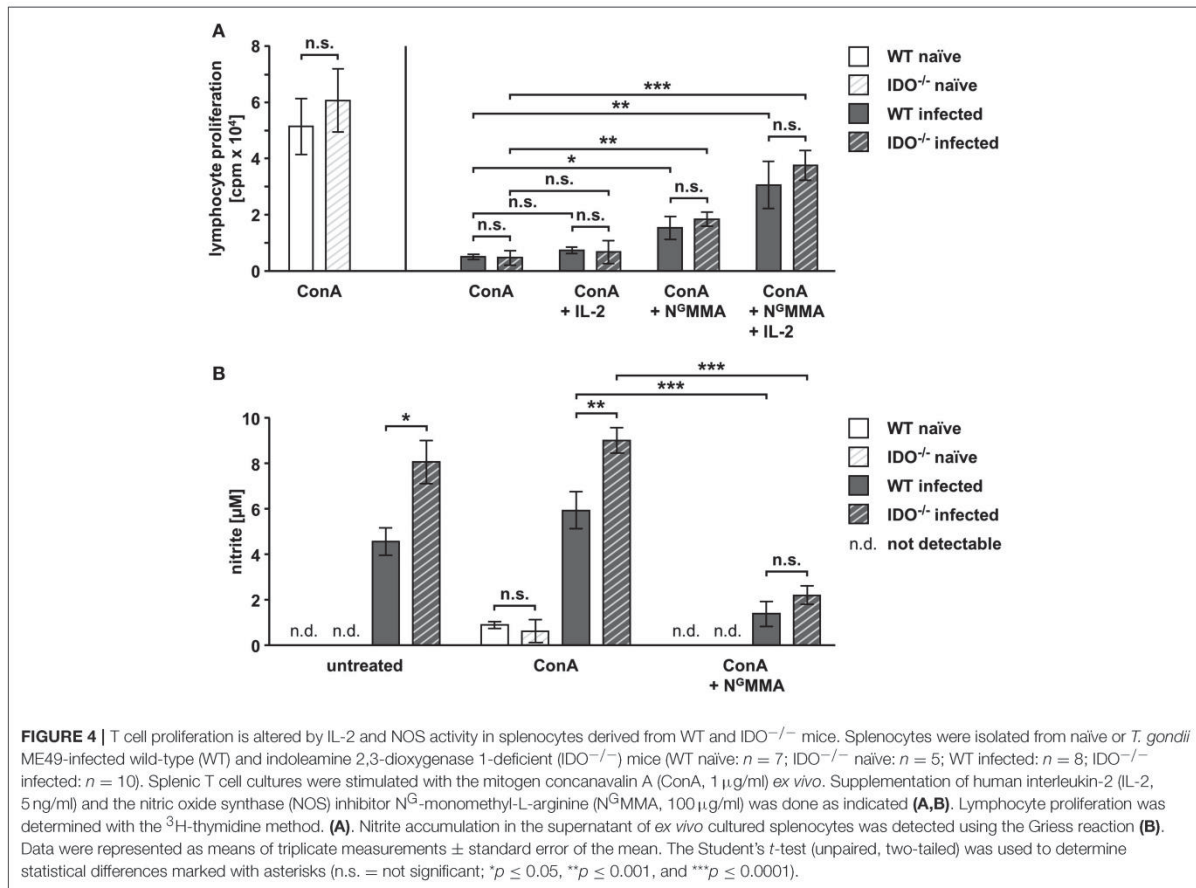 A
n.s.
WT naïve
IDO-/- naïve
WT infected
IDO-/- infected
***
**
n.s.
**
*
n.s.
n.s.
n.s.
n.s.
n.s.
lymphocyte proliferation
[cpm x 10⁴]
8
6
4
2
0
ConA
ConA
ConA
+ IL-2
ConA
+ NᴳMMA
ConA
+ NᴳMMA
+ IL-2
B
***
***
*
**
n.s.
n.s.
WT naïve
IDO-/- naïve
WT infected
IDO-/- infected
n.d. not detectable
nitrite [µM]
10
8
6
4
2
0
n.d.
n.d.
n.d.
n.d.
untreated
ConA
ConA
+ NᴳMMA
FIGURE 4 | T cell proliferation is altered by IL-2 and NOS activity in splenocytes derived from WT and IDO−/− mice. Splenocytes were isolated from naïve or T. gondii
ME49-infected wild-type (WT) and indoleamine 2,3-dioxygenase 1-deficient (IDO−/−) mice (WT naïve: n = 7; IDO−/− naïve: n = 5; WT infected: n = 8; IDO−/−
infected: n = 10). Splenic T cell cultures were stimulated with the mitogen concanavalin A (ConA, 1 µg/ml) ex vivo. Supplementation of human interleukin-2 (IL-2,
5 ng/ml) and the nitric oxide synthase (NOS) inhibitor Nᴳ-monomethyl-L-arginine (NᴳMMA, 100 µg/ml) was done as indicated (A,B). Lymphocyte proliferation was
determined with the ³H-thymidine method. (A). Nitrite accumulation in the supernatant of ex vivo cultured splenocytes was detected using the Griess reaction (B).
Data were represented as means of triplicate measurements ± standard error of the mean. The Student's t-test (unpaired, two-tailed) was used to determine
statistical differences marked with asterisks (n.s. = not significant; *p ≤ 0.05, **p ≤ 0.001, and ***p ≤ 0.0001).